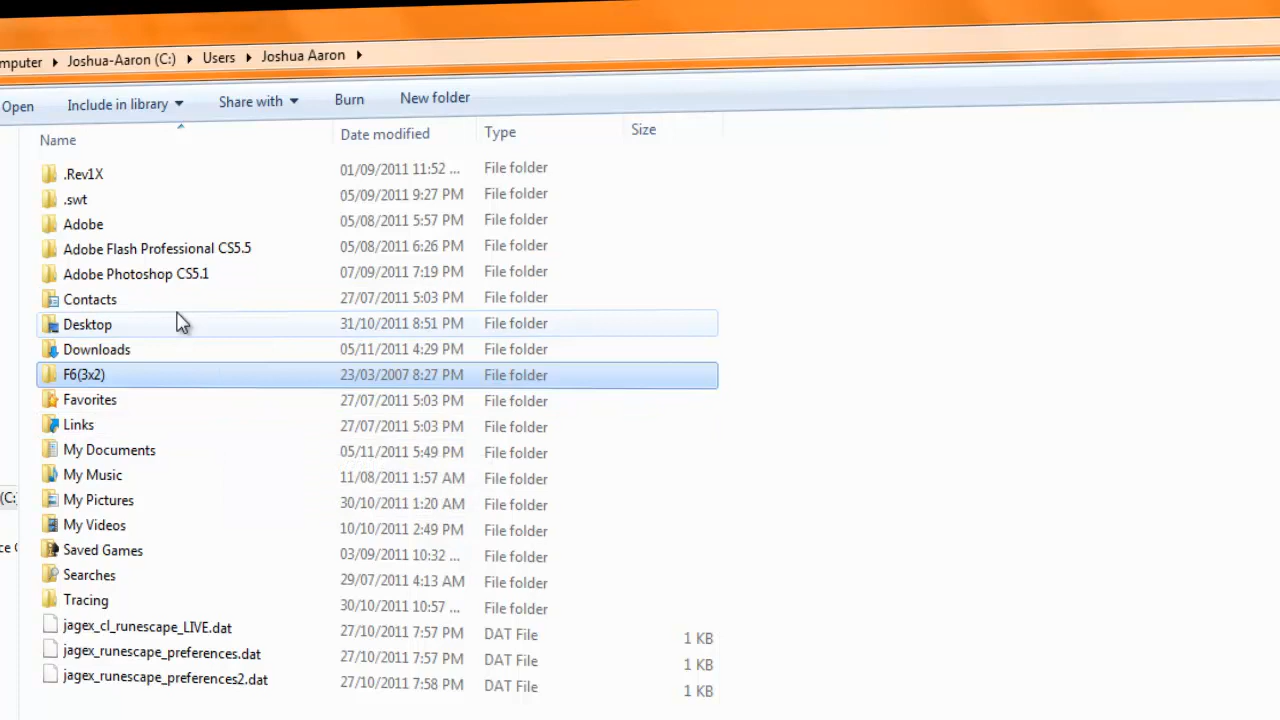 mputer ▸ Joshua-Aaron (C:) ▸ Users ▸ Joshua Aaron ▸
Open Include in library ▼ Share with ▼ Burn New folder
Name Date modified Type Size
.Rev1X 01/09/2011 11:52 ... File folder
.swt 05/09/2011 9:27 PM File folder
Adobe 05/08/2011 5:57 PM File folder
Adobe Flash Professional CS5.5 05/08/2011 6:26 PM File folder
Adobe Photoshop CS5.1 07/09/2011 7:19 PM File folder
Contacts 27/07/2011 5:03 PM File folder
Desktop 31/10/2011 8:51 PM File folder
Downloads 05/11/2011 4:29 PM File folder
F6(3x2) 23/03/2007 8:27 PM File folder
Favorites 27/07/2011 5:03 PM File folder
Links 27/07/2011 5:03 PM File folder
My Documents 05/11/2011 5:49 PM File folder
My Music 11/08/2011 1:57 AM File folder
(C:
My Pictures 30/10/2011 1:20 AM File folder
My Videos 10/10/2011 2:49 PM File folder
ce C
Saved Games 03/09/2011 10:32 ... File folder
Searches 29/07/2011 4:13 AM File folder
Tracing 30/10/2011 10:57 ... File folder
jagex_cl_runescape_LIVE.dat 27/10/2011 7:57 PM DAT File 1 KB
jagex_runescape_preferences.dat 27/10/2011 7:57 PM DAT File 1 KB
jagex_runescape_preferences2.dat 27/10/2011 7:58 PM DAT File 1 KB